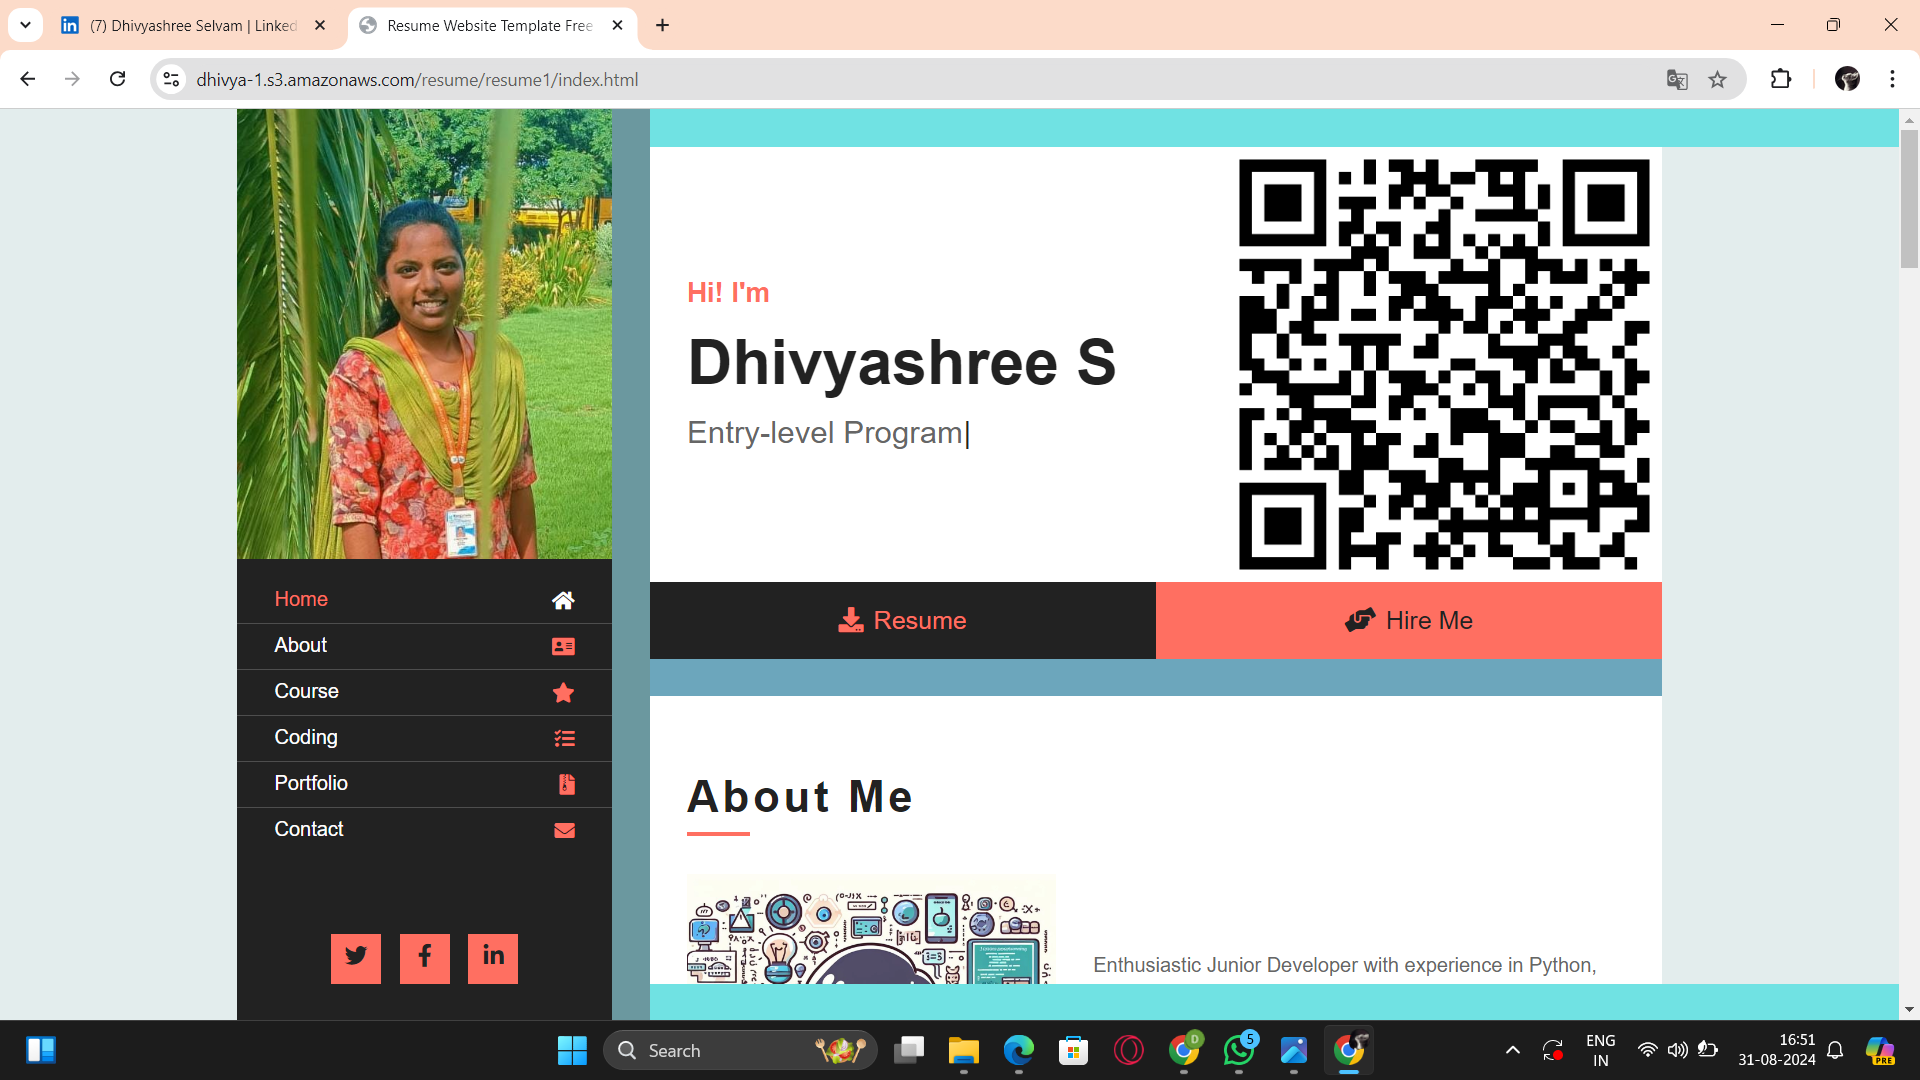 (7) Dhivyashree Selvam | Linked
Resume Website Template Free
dhivya-1.s3.amazonaws.com/resume/resume1/index.html
Hi! I'm
Dhivyashree S
Entry-level Program|
Resume
Hire Me
Home
About
Course
Coding
Portfolio
Contact
About Me
Enthusiastic Junior Developer with experience in Python,
Search
D
5
ENG
IN
16:51
31-08-2024
PRE